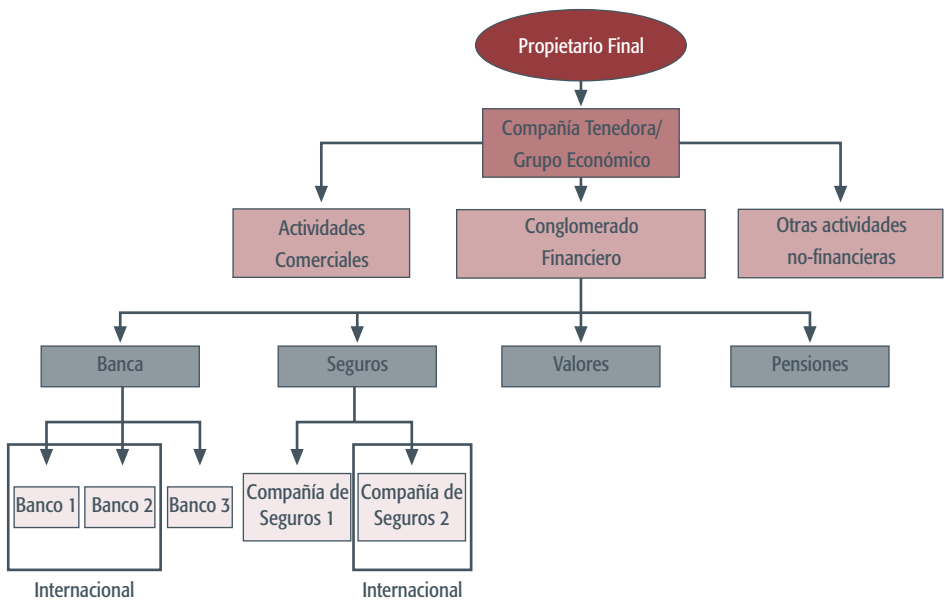 Propietario Final
Compañía Tenedora/
Grupo Económico
Actividades
Comerciales
Conglomerado
Financiero
Otras actividades
no-financieras
Banca
Seguros
Valores
Pensiones
Banco 1
Banco 2
Banco 3
Compañía de
Seguros 1
Compañía de
Seguros 2
Internacional
Internacional